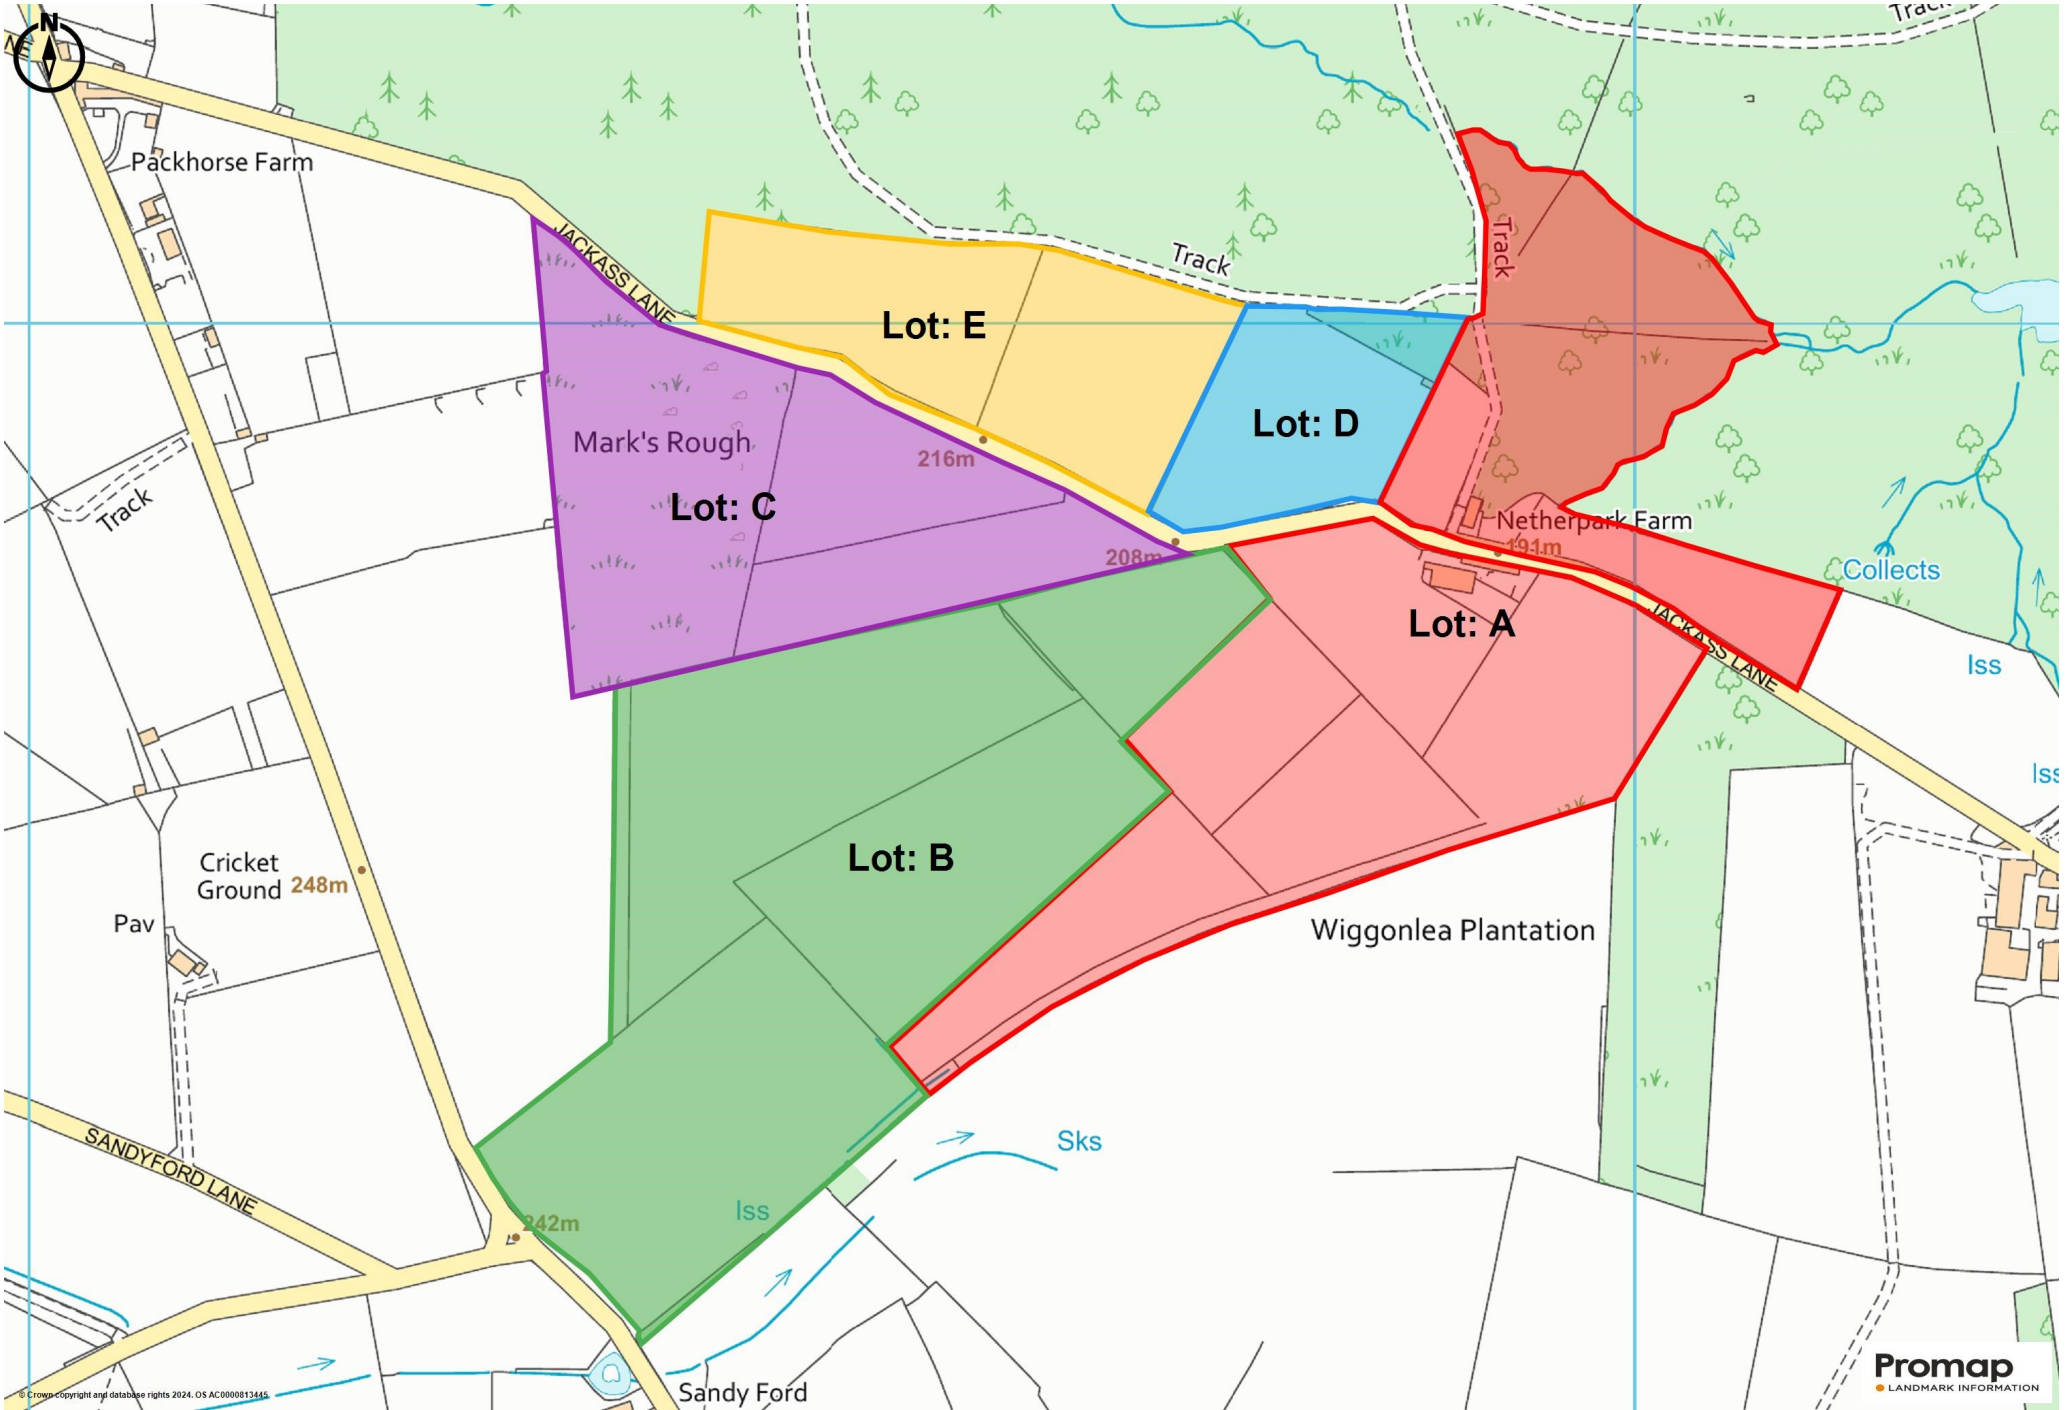 N
Track
NE
Packhorse Farm
JACKASS LANE
Track
Track
Lot: E
Lot: D
Mark's Rough
216m
Lot: C
Track
208m
Netherpark Farm
191m
Collects
Lot: A
JACKASS LANE
Iss
Iss
Lot: B
Cricket
Ground
248m
Pav
Wiggonlea Plantation
SANDYFORD LANE
Sks
Iss
242m
Sandy Ford
Promap
LANDMARK INFORMATION
© Crown copyright and database rights 2024. OS AC0000813445